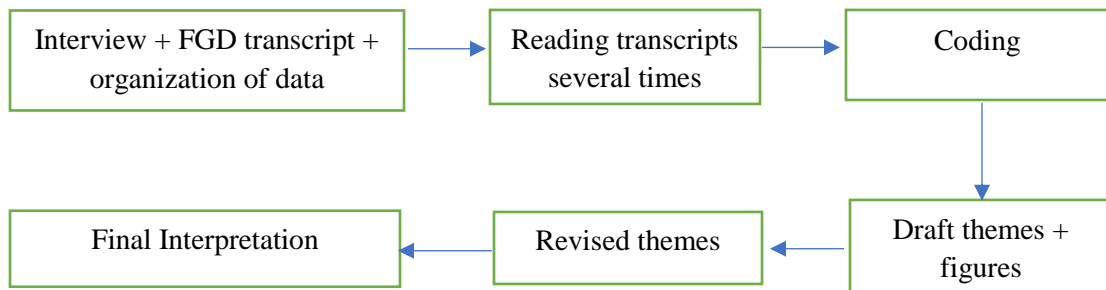 Interview + FGD transcript +
organization of data
Reading transcripts
several times
Coding
Draft themes +
figures
Revised themes
Final Interpretation